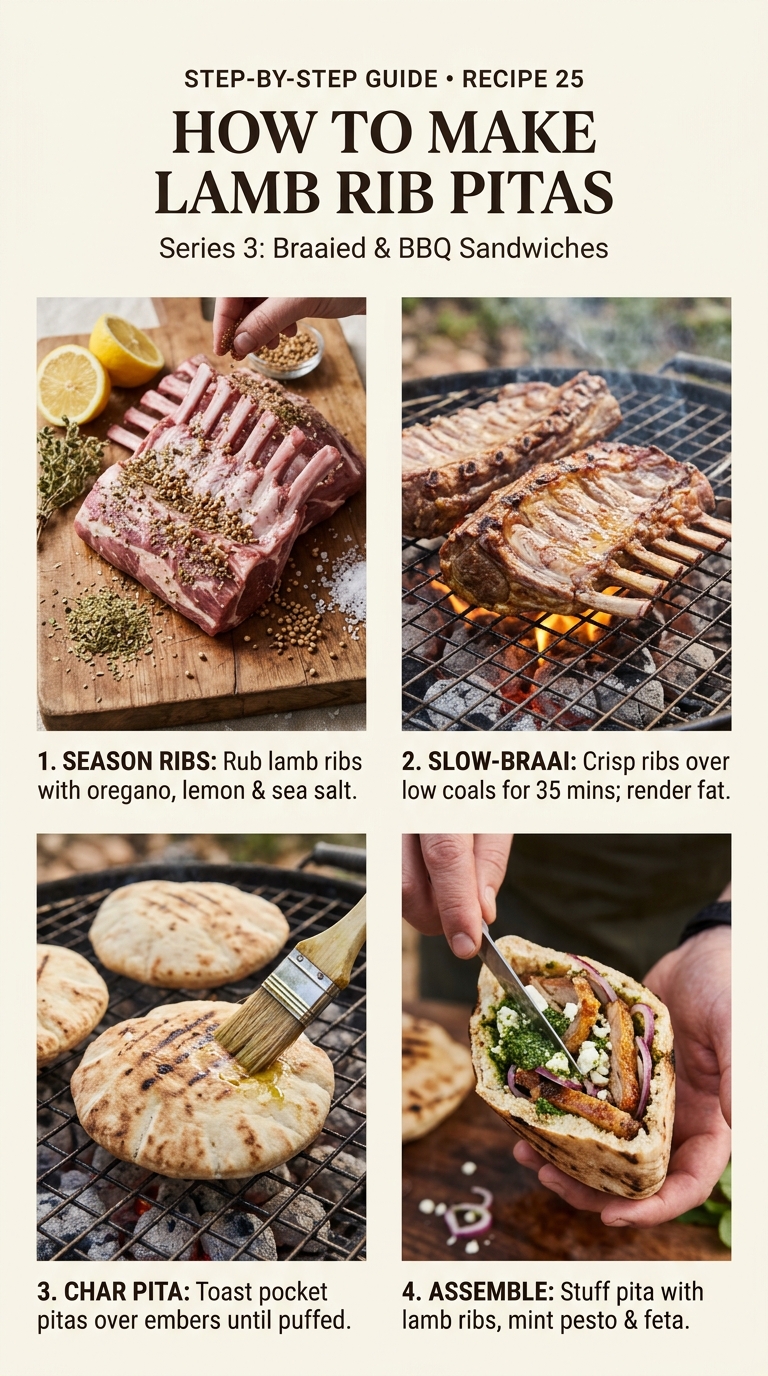 STEP-BY-STEP GUIDE • RECIPE 25
HOW TO MAKE
LAMB RIB PITAS
Series 3: Braaied & BBQ Sandwiches
1. SEASON RIBS: Rub lamb ribs
with oregano, lemon & sea salt.
2. SLOW-BRAAI: Crisp ribs over
low coals for 35 mins; render fat.
3. CHAR PITA: Toast pocket
pitas over embers until puffed.
4. ASSEMBLE: Stuff pita with
lamb ribs, mint pesto & feta.